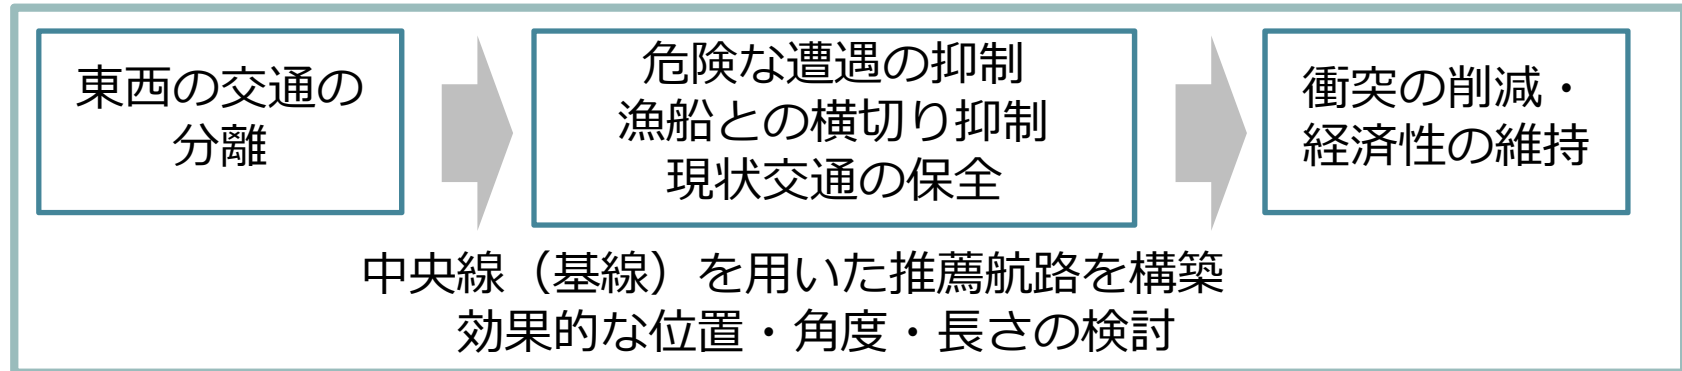 東西の交通の
分離
危険な遭遇の抑制
漁船との横切り抑制
現状交通の保全
衝突の削減・
経済性の維持
中央線（基線）を用いた推薦航路を構築
効果的な位置・角度・長さの検討